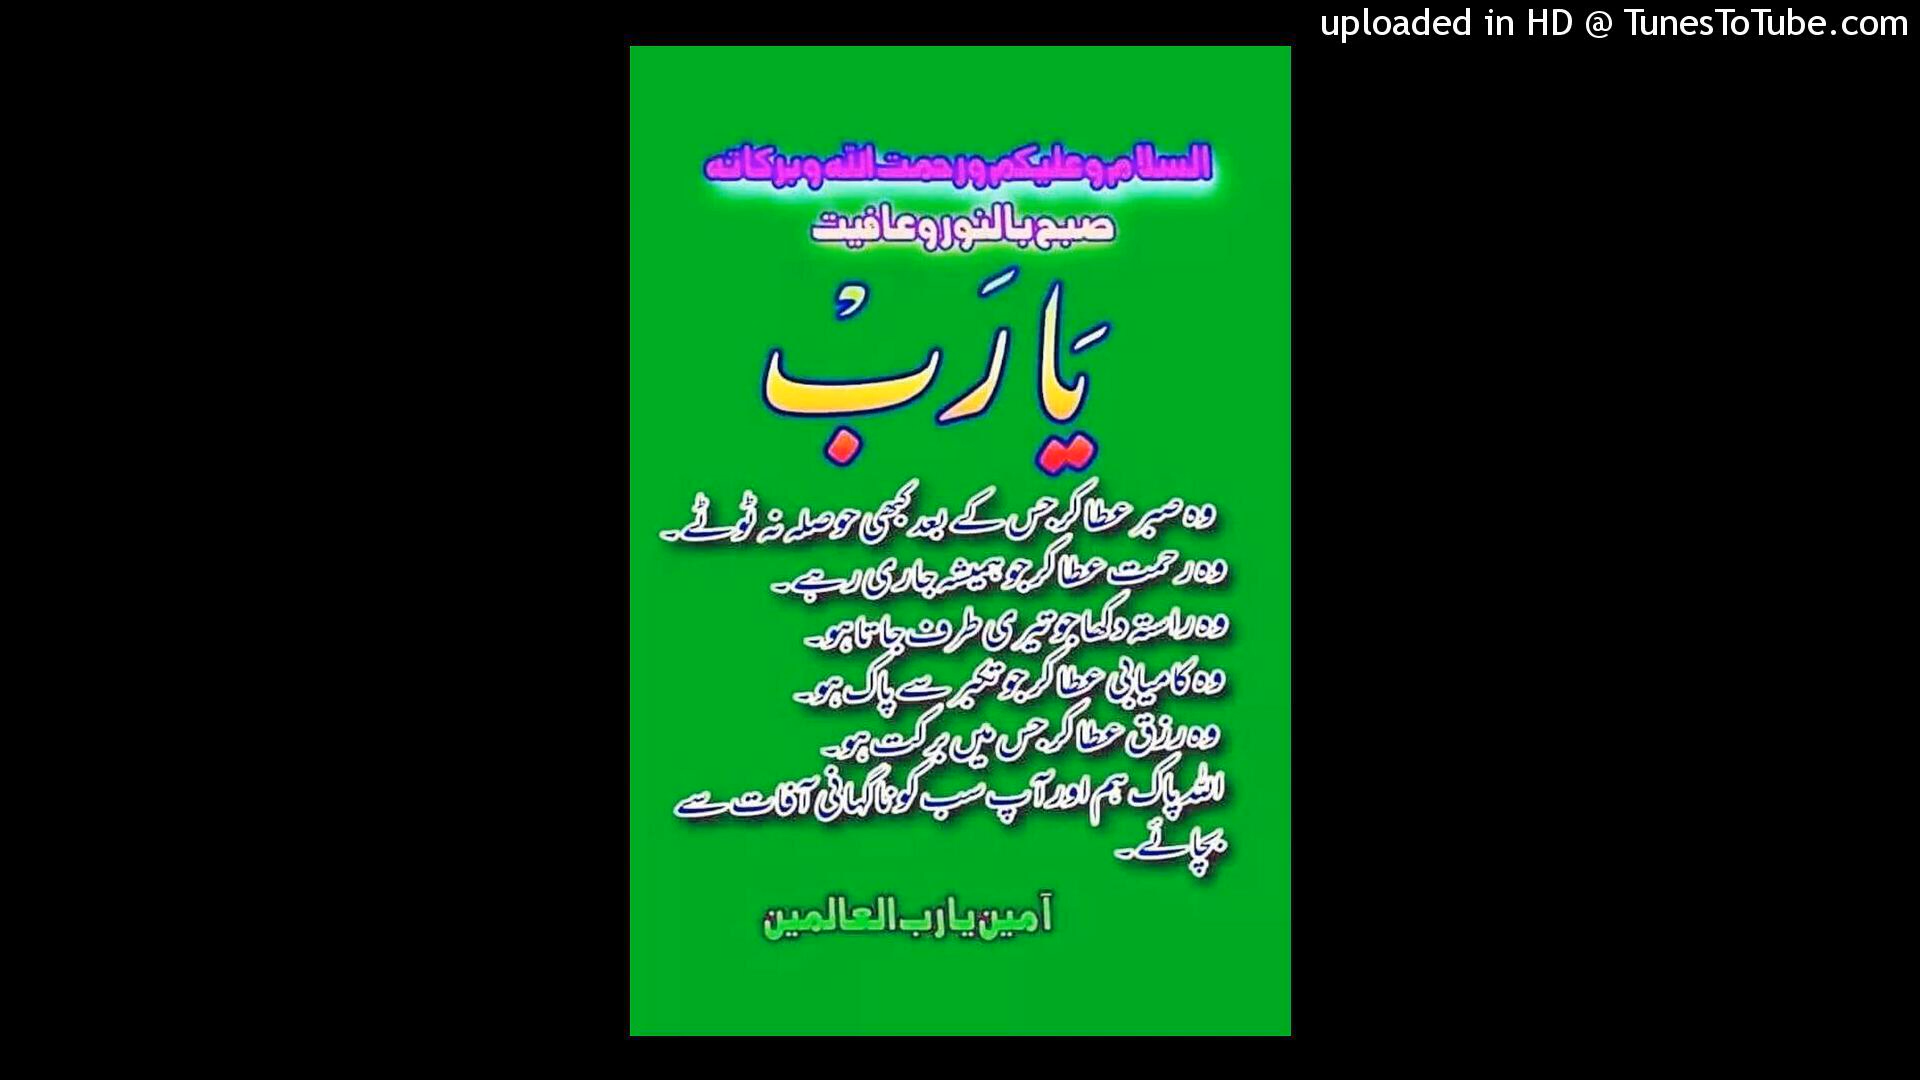 uploaded in HD @ TunesToTube.com
السلام وعلیکم ورحمت اللہ وبرکاتہ
صبح بالنور وعافیت
یَا رَبْ
وہ صبر عطا کر جس کے بعد کبھی حوصلہ نہ ٹوٹے۔
وہ رحمت عطا کر جو ہمیشہ جاری رہے۔
وہ راستہ دکھا جو تیری طرف جاتا ہو۔
وہ کامیابی عطا کر جو تکبر سے پاک ہو۔
وہ رزق عطا کر جس میں برکت ہو۔
اللہ پاک ہم اور آپ سب کو ناگہانی آفات سے
بچائے۔
آمین یا رب العالمین